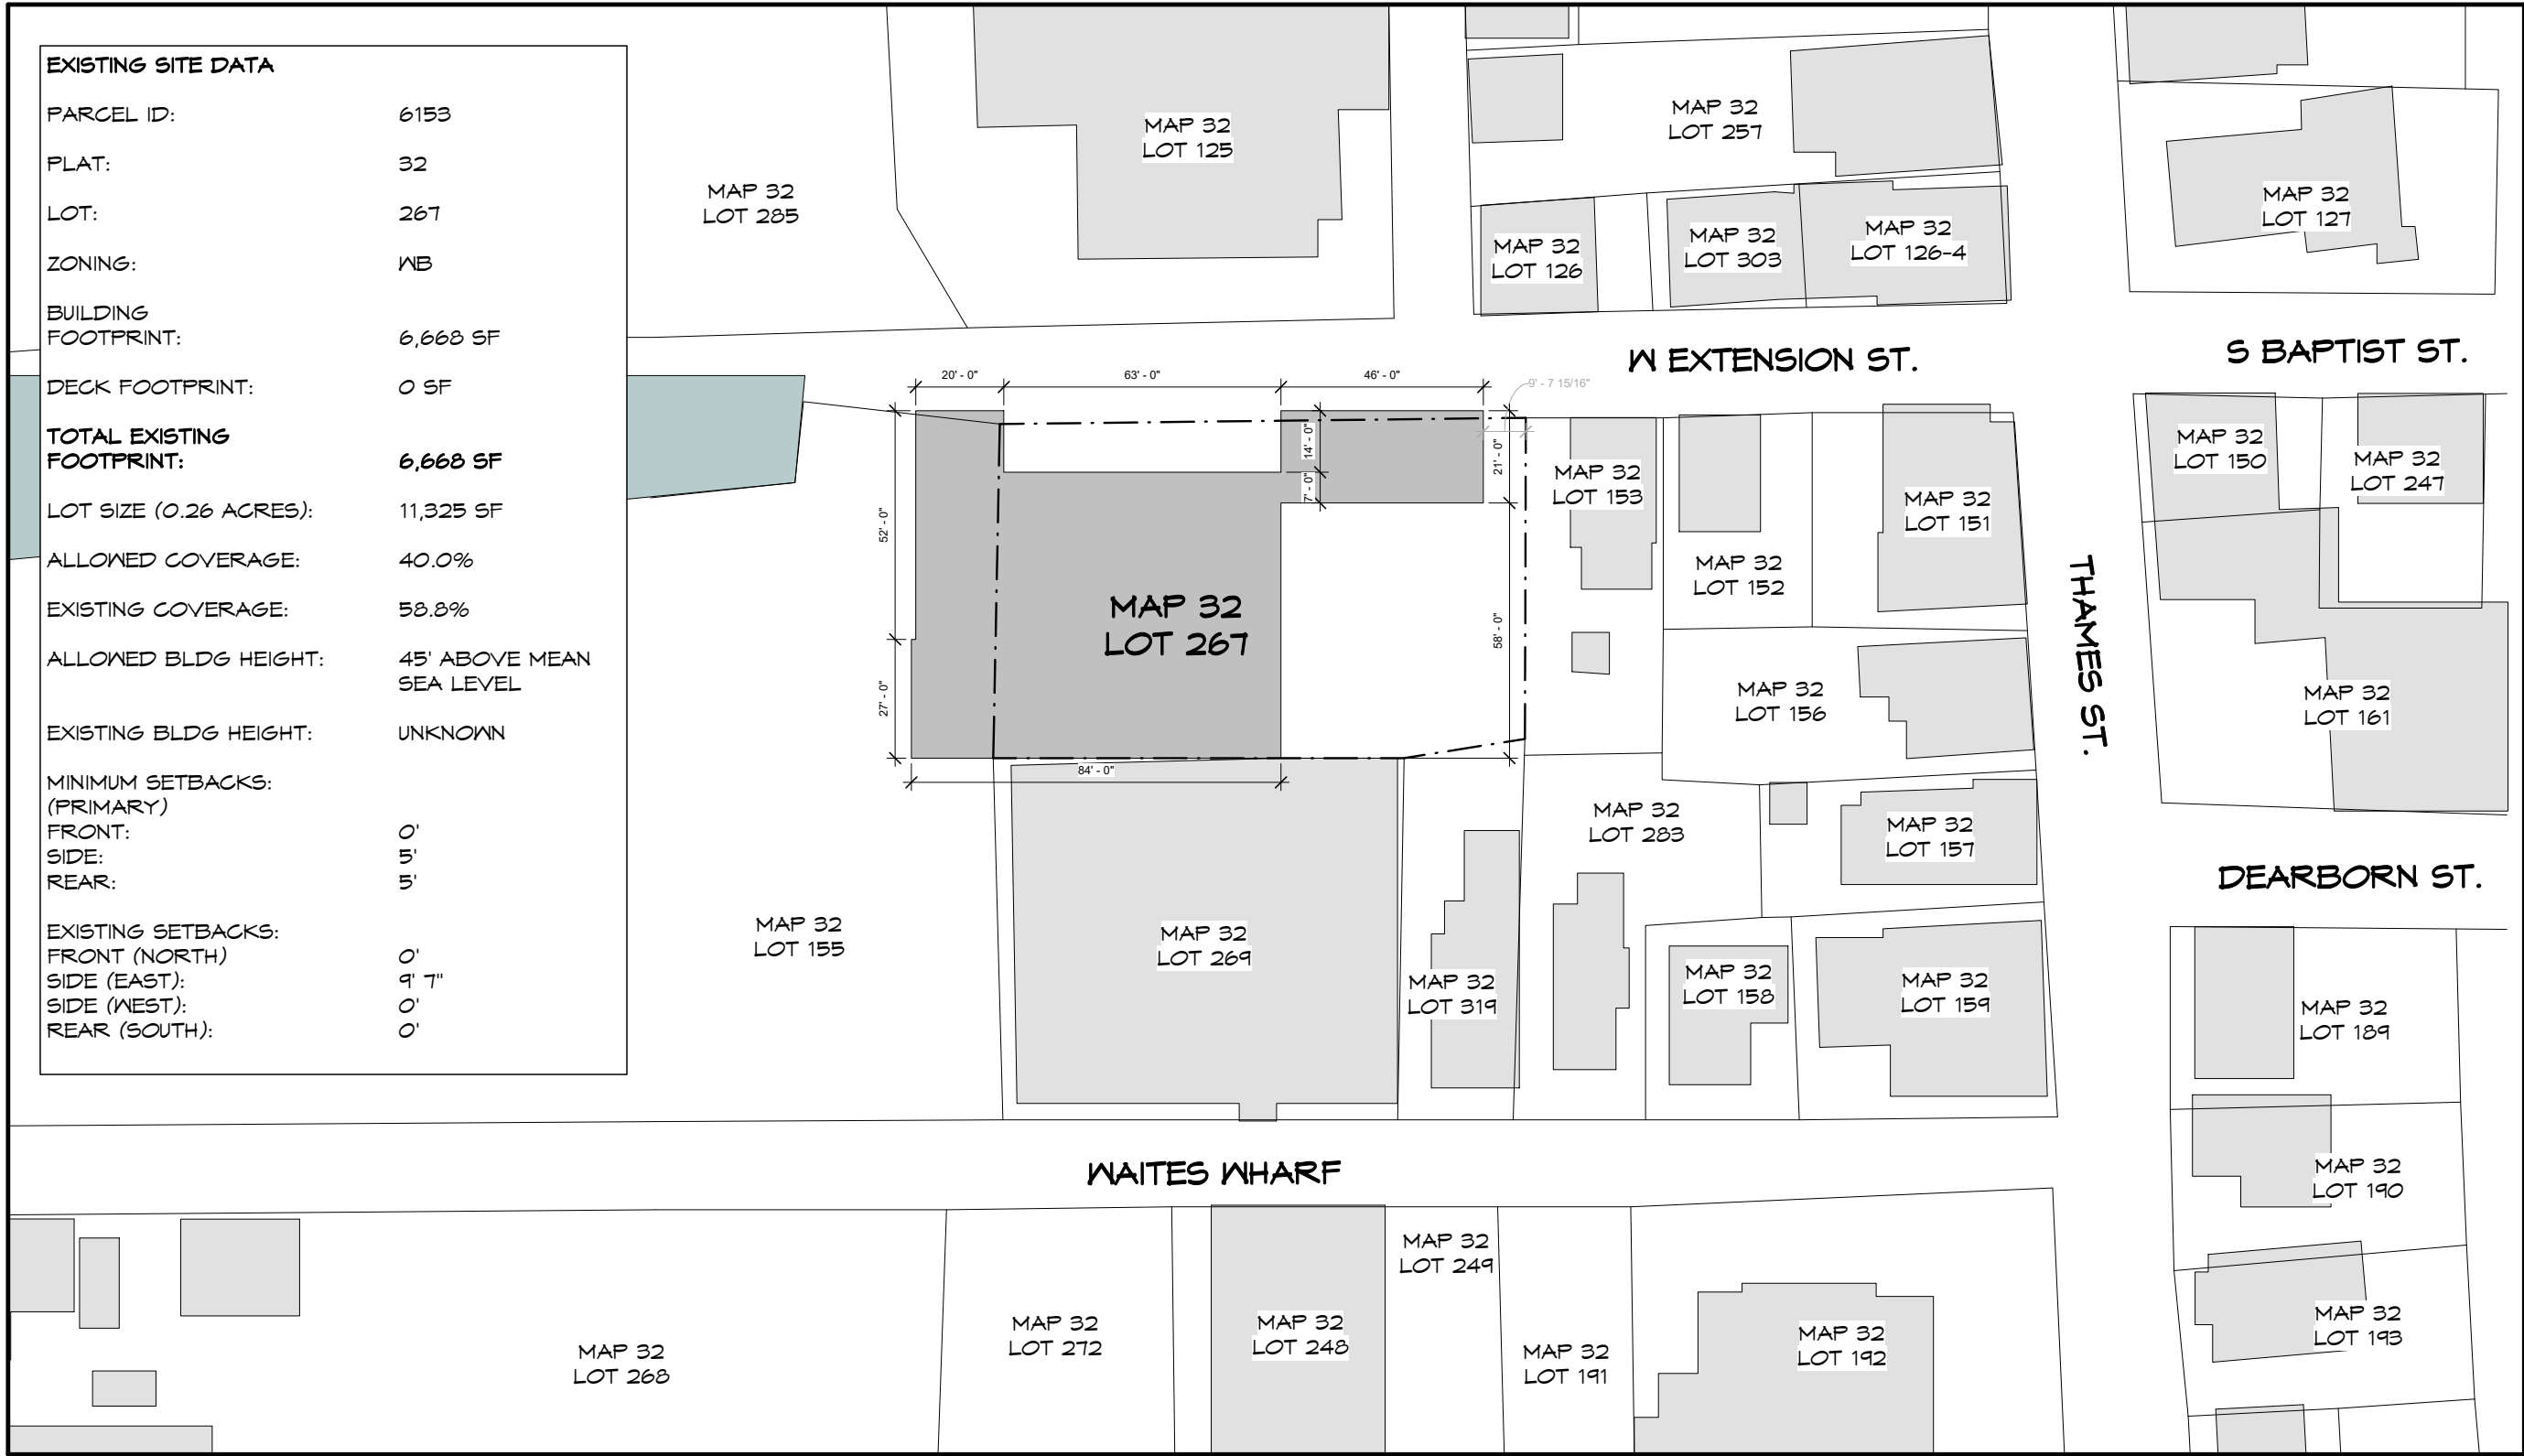 EXISTING SITE DATA
PARCEL ID: 6153
PLAT: 32
LOT: 267
ZONING: WB
BUILDING
FOOTPRINT: 6,668 SF
DECK FOOTPRINT: 0 SF
TOTAL EXISTING
FOOTPRINT: 6,668 SF
LOT SIZE (0.26 ACRES): 11,325 SF
ALLOWED COVERAGE: 40.0%
EXISTING COVERAGE: 58.8%
ALLOWED BLDG HEIGHT: 45' ABOVE MEAN
SEA LEVEL
EXISTING BLDG HEIGHT: UNKNOWN
MINIMUM SETBACKS:
(PRIMARY)
FRONT: 0'
SIDE: 5'
REAR: 5'
EXISTING SETBACKS:
FRONT (NORTH) 0'
SIDE (EAST): 9' 7"
SIDE (WEST): 0'
REAR (SOUTH): 0'
MAP 32
LOT 285
MAP 32
LOT 125
MAP 32
LOT 257
MAP 32
LOT 126
MAP 32
LOT 303
MAP 32
LOT 126-4
MAP 32
LOT 127
W EXTENSION ST.
S BAPTIST ST.
20' - 0"
63' - 0"
46' - 0"
9' - 7 15/16"
14' - 0"
7' - 0"
21' - 0"
52' - 0"
27' - 0"
58' - 0"
84' - 0"
MAP 32
LOT 267
MAP 32
LOT 153
MAP 32
LOT 152
MAP 32
LOT 151
MAP 32
LOT 150
MAP 32
LOT 247
THAMES ST.
MAP 32
LOT 156
MAP 32
LOT 161
MAP 32
LOT 283
MAP 32
LOT 157
DEARBORN ST.
MAP 32
LOT 155
MAP 32
LOT 269
MAP 32
LOT 319
MAP 32
LOT 158
MAP 32
LOT 159
MAP 32
LOT 189
WAITES WHARF
MAP 32
LOT 190
MAP 32
LOT 268
MAP 32
LOT 272
MAP 32
LOT 248
MAP 32
LOT 249
MAP 32
LOT 191
MAP 32
LOT 192
MAP 32
LOT 193